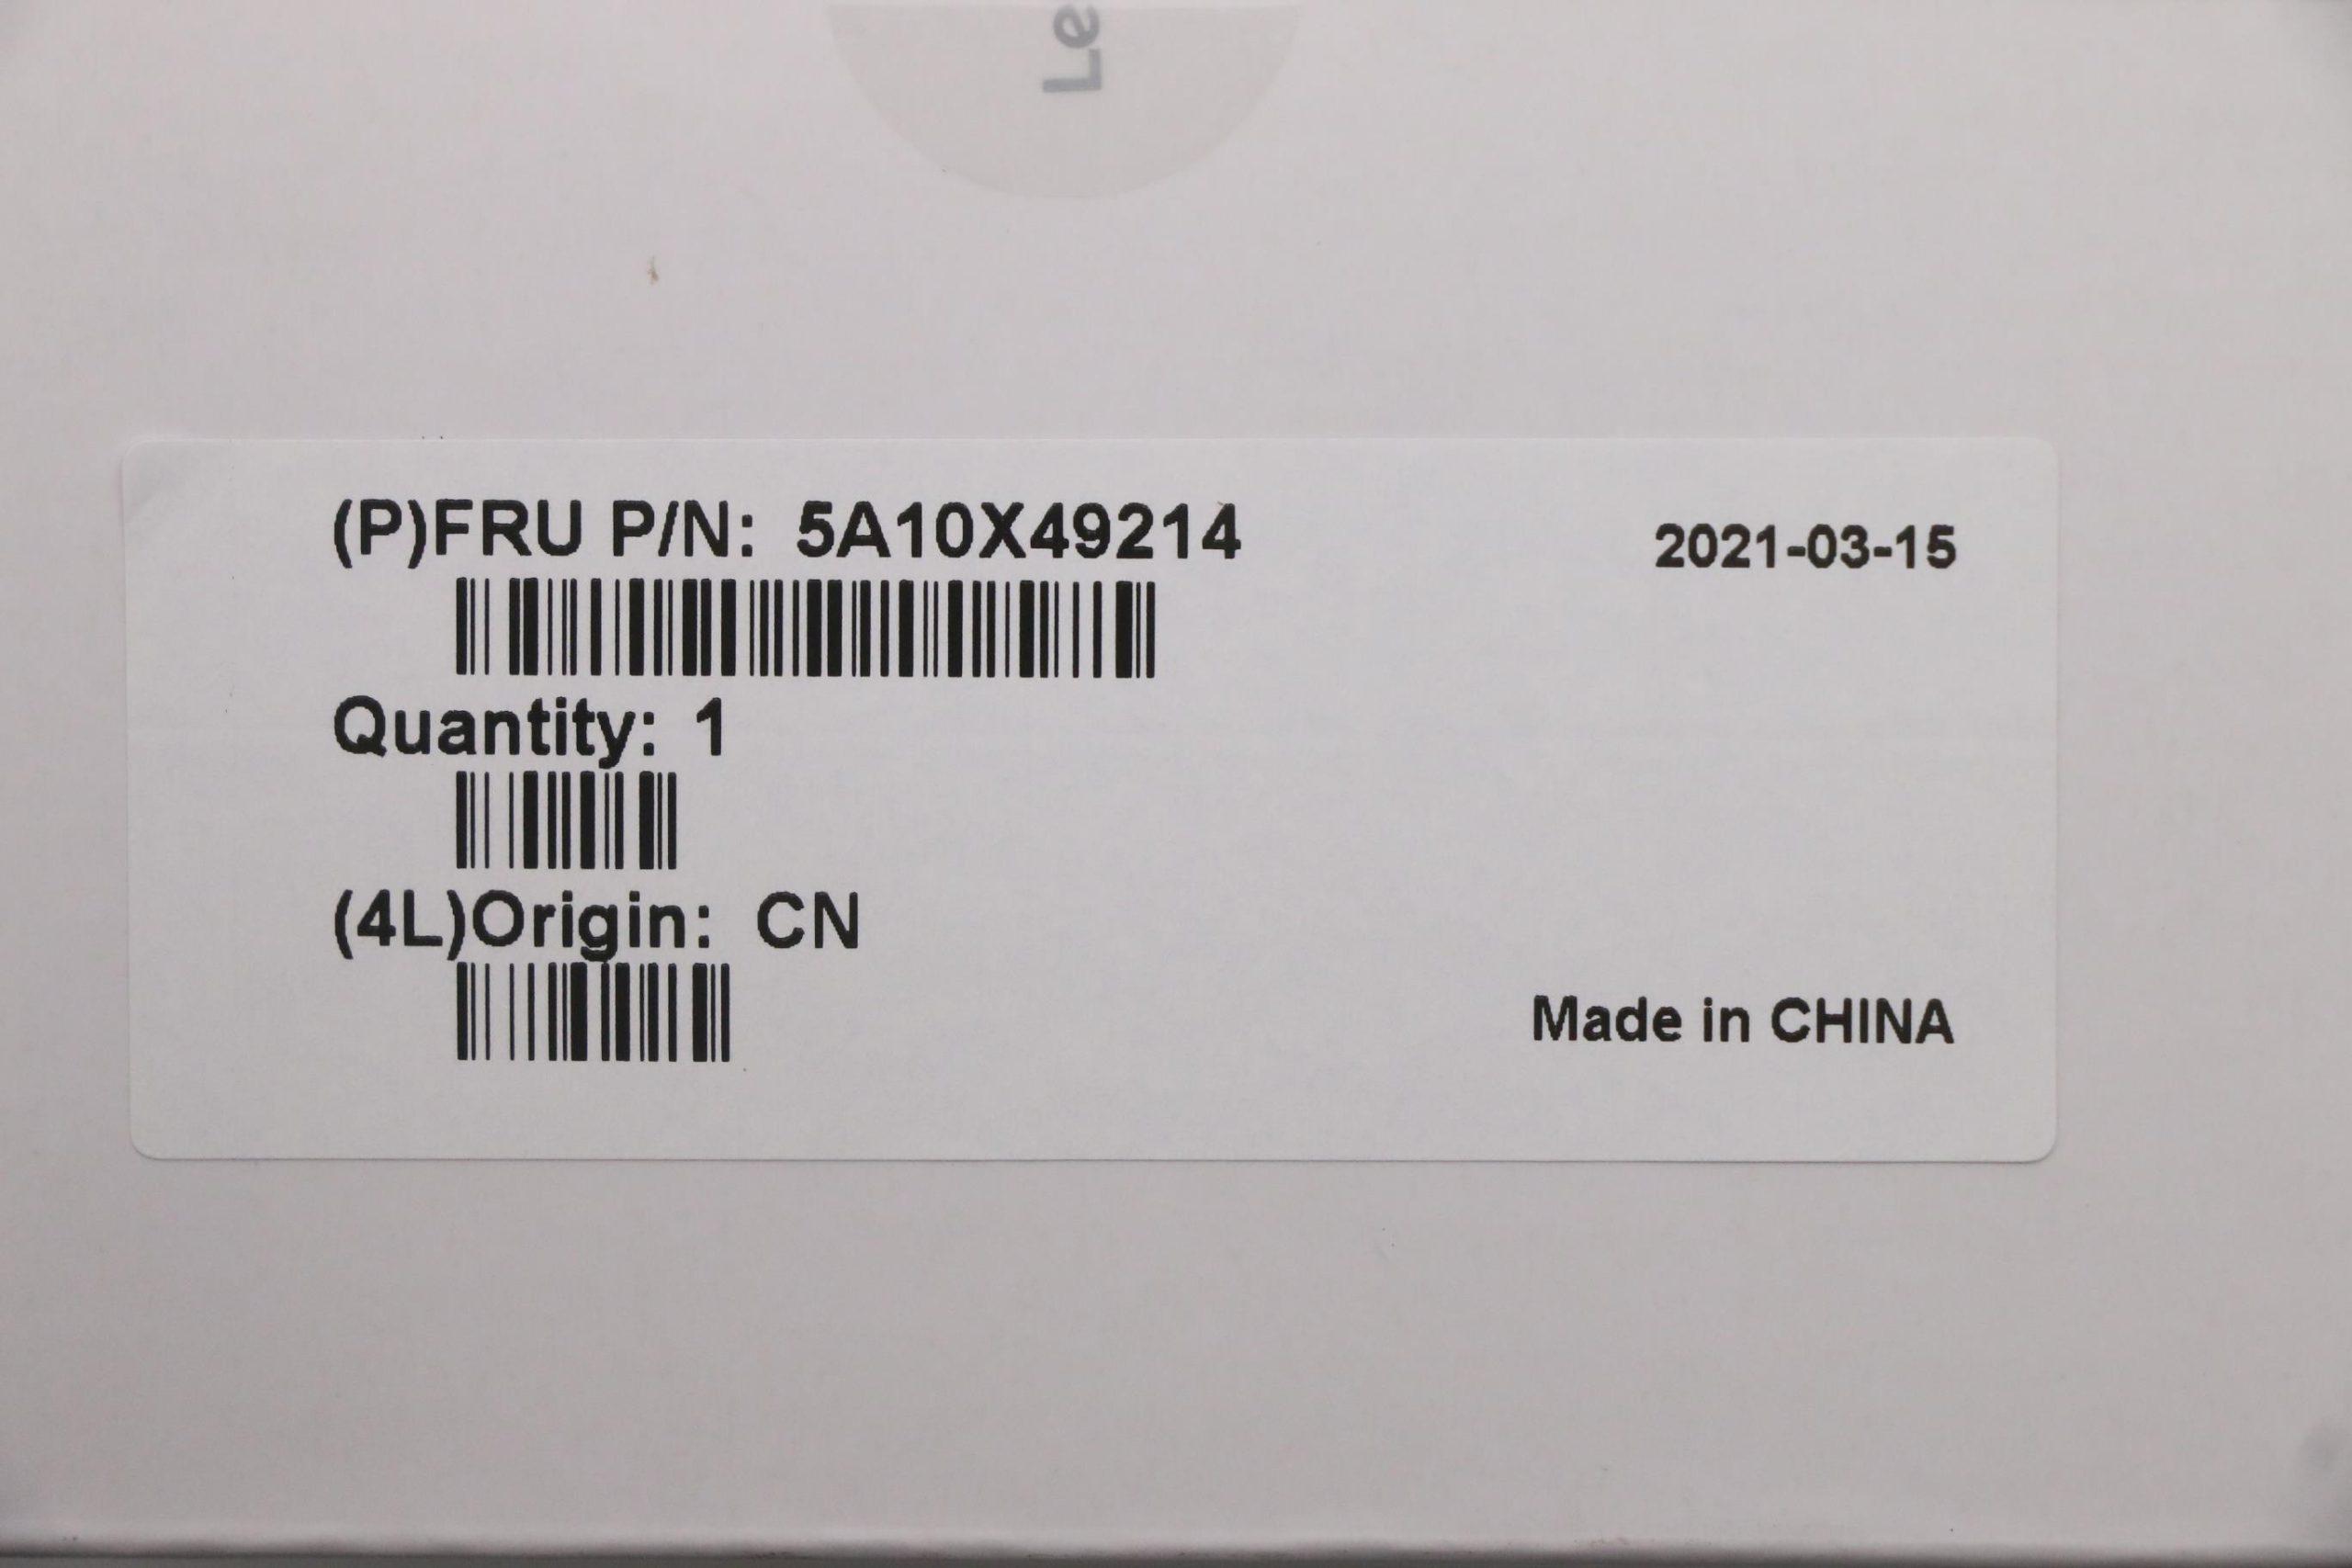 Le
(P)FRU P/N: 5A10X49214
2021-03-15
Quantity: 1
(4L)Origin: CN
Made in CHINA